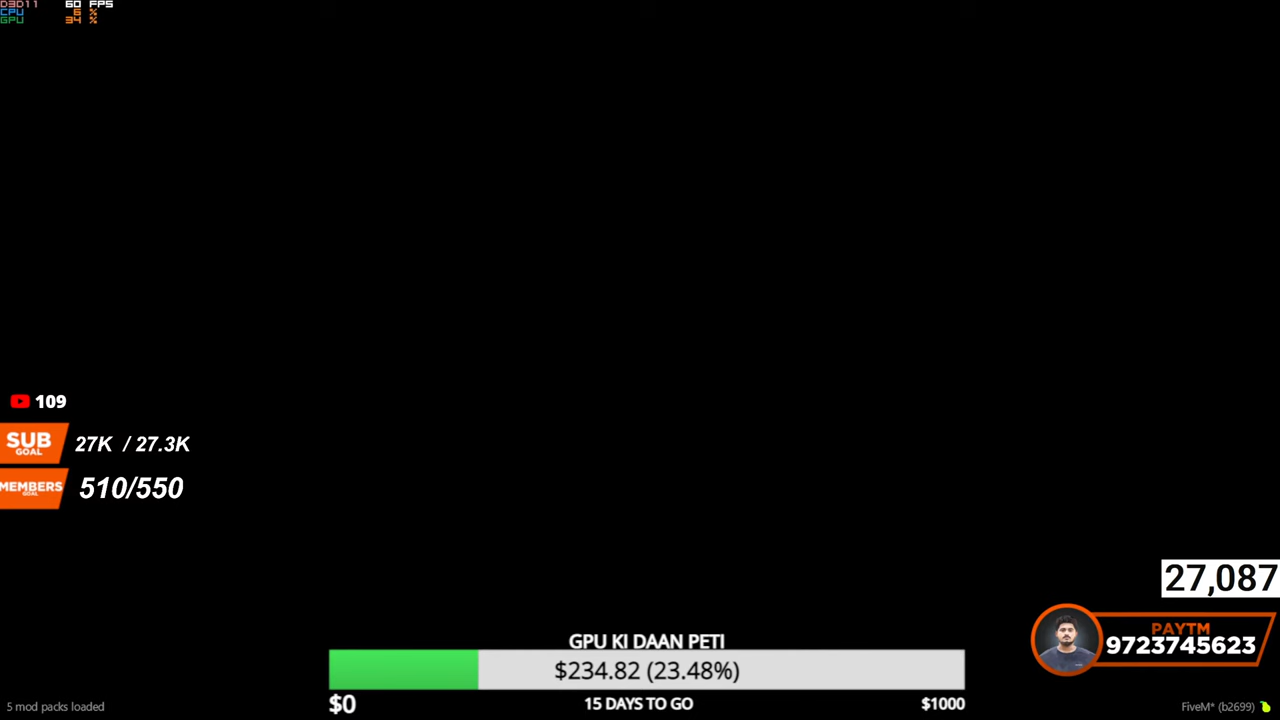 D3D11 60 FPS
CPU 6 %
GPU 34 %
109
SUB GOAL 27K / 27.3K
MEMBERS GOAL 510/550
27,087
PAYTM
9723745623
GPU KI DAAN PETI
$234.82 (23.48%)
$0 15 DAYS TO GO $1000
5 mod packs loaded
FiveM* (b2699)